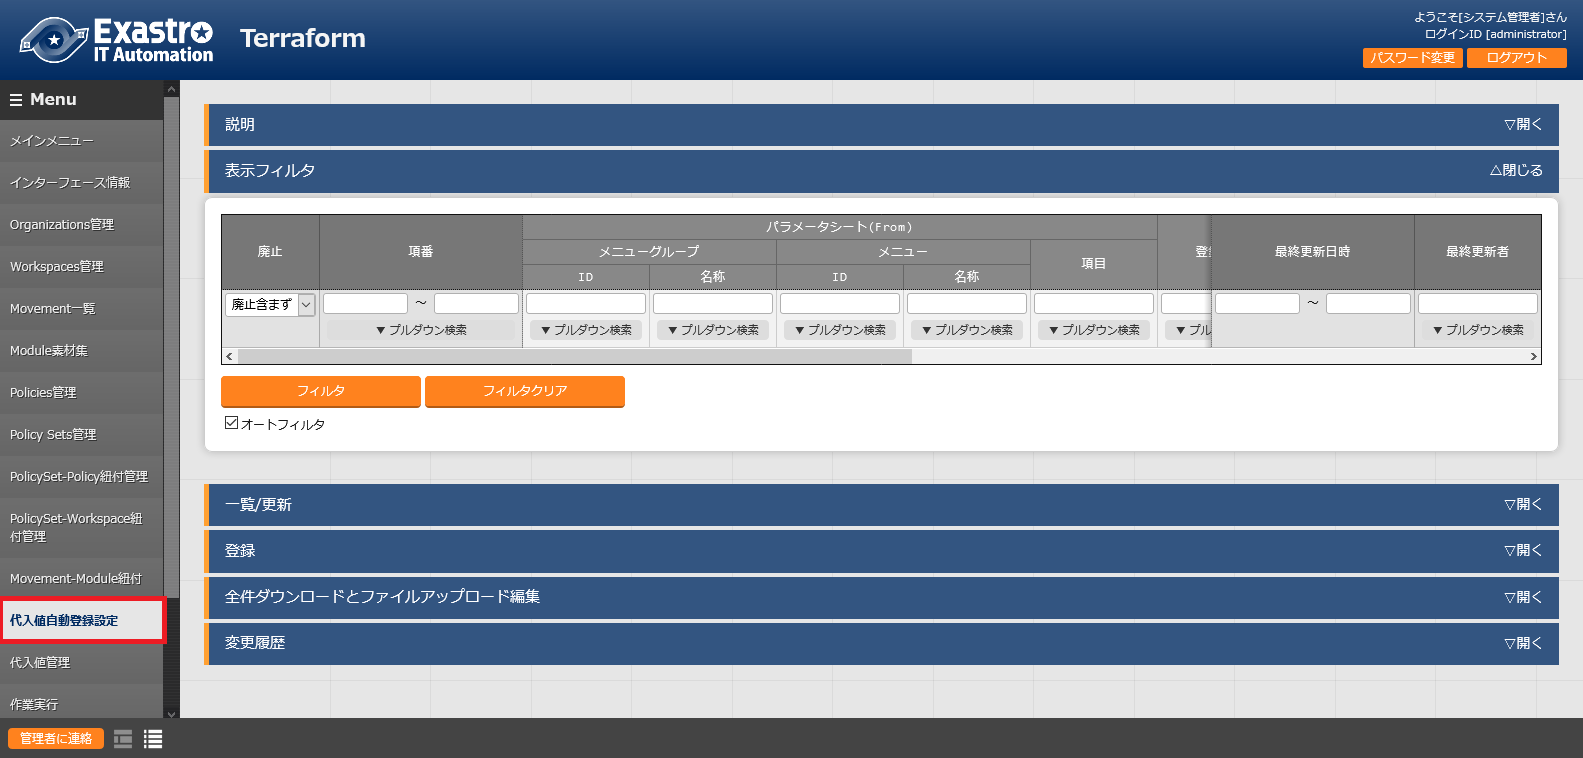 Exastro
IT Automation
Terraform
ようこそ[システム管理者]さん
ログインID [administrator]
パスワード変更
ログアウト
Menu
メインメニュー
インターフェース情報
Organizations管理
Workspaces管理
Movement一覧
Module素材集
Policies管理
Policy Sets管理
PolicySet-Policy紐付管理
PolicySet-Workspace紐
付管理
Movement-Module紐付
代入値自動登録設定
代入値管理
作業実行
管理者に連絡
説明
▽開く
表示フィルタ
△閉じる
廃止
項番
パラメータシート(From)
メニューグループ
メニュー
ID
名称
ID
名称
項目
最終更新日時
最終更新者
廃止含まず
～
～
▼プルダウン検索
▼プルダウン検索
▼プルダウン検索
▼プルダウン検索
▼プルダウン検索
▼プルダウン検索
▼プル
▼プルダウン検索
フィルタ
フィルタクリア
オートフィルタ
一覧/更新
▽開く
登録
▽開く
全件ダウンロードとファイルアップロード編集
▽開く
変更履歴
▽開く